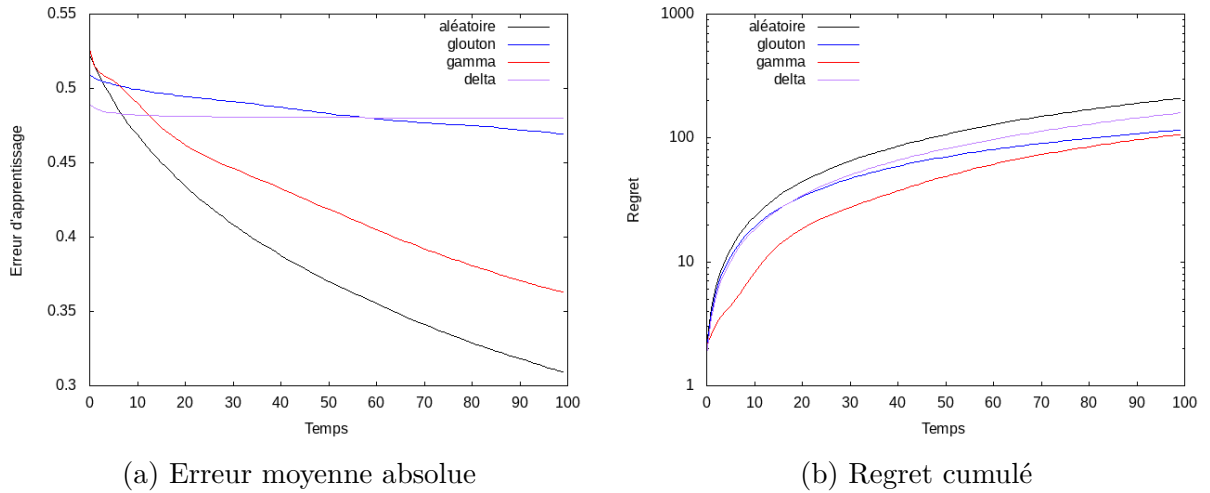 0.55
0.5
0.45
0.4
0.35
0.3
Erreur d'apprentissage
0 10 20 30 40 50 60 70 80 90 100
Temps
aléatoire
glouton
gamma
delta
(a) Erreur moyenne absolue
1000
100
10
1
Regret
0 10 20 30 40 50 60 70 80 90 100
Temps
aléatoire
glouton
gamma
delta
(b) Regret cumulé